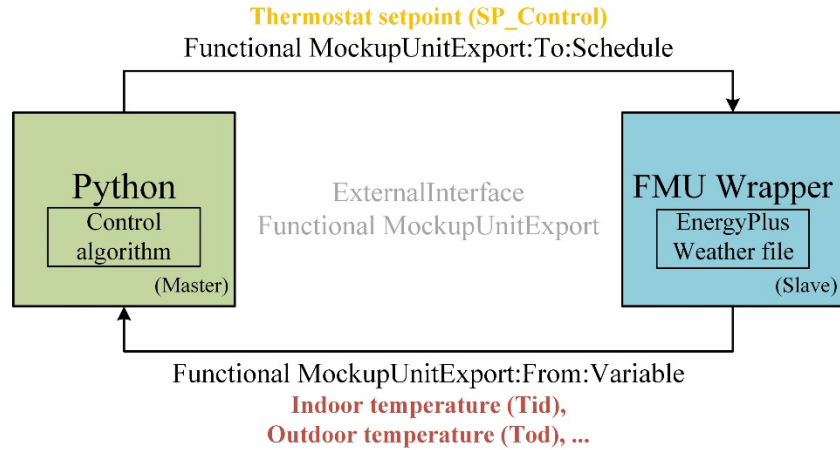 Thermostat setpoint (SP_Control)
Functional MockupUnitExport:To:Schedule
Python
Control
algorithm
(Master)
ExternalInterface
Functional MockupUnitExport
FMU Wrapper
EnergyPlus
Weather file
(Slave)
Functional MockupUnitExport:From:Variable
Indoor temperature (Tid),
Outdoor temperature (Tod), ...